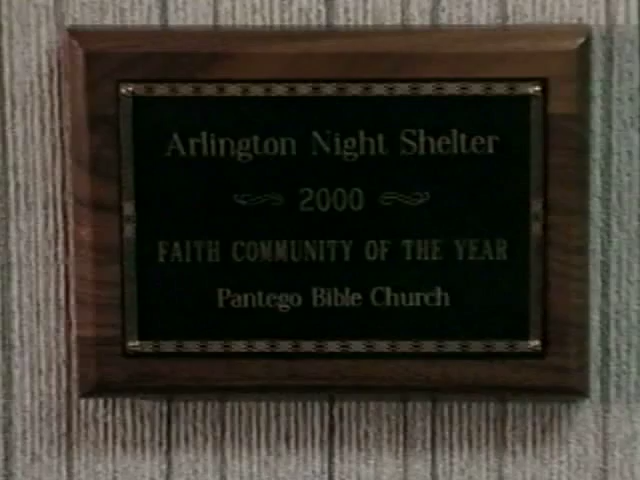 Arlington Night Shelter
2000
FAITH COMMUNITY OF THE YEAR
Pantego Bible Church